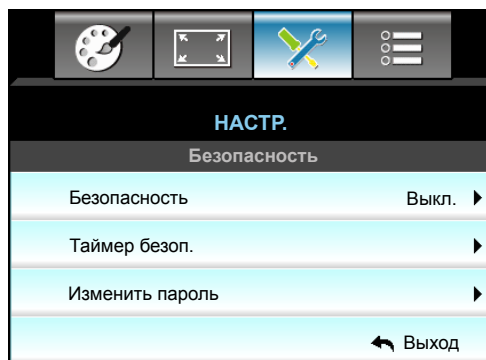 НАСТР.
Безопасность
Безопасность Выкл.
Таймер безоп.
Изменить пароль
Выход